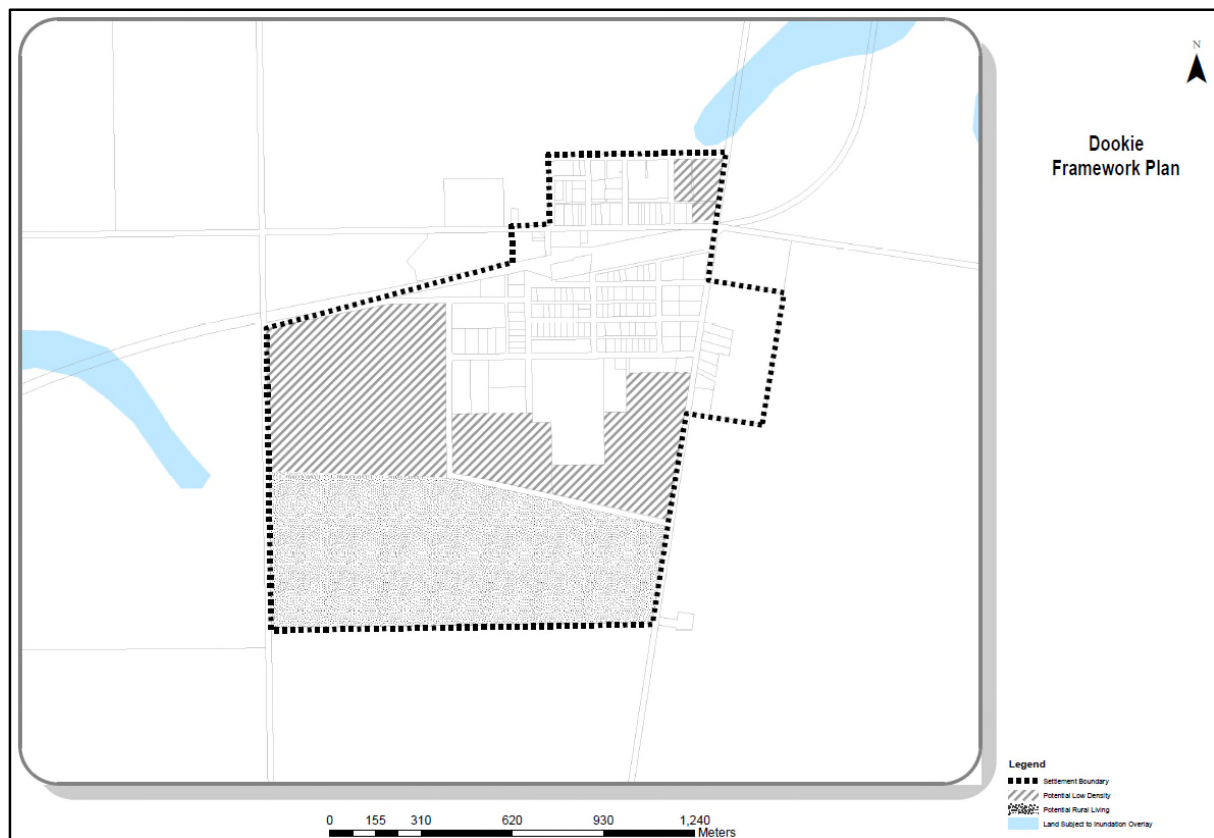 N
Dookie
Framework Plan
Legend
Settlement Boundary
Potential Low Density
Potential Rural Living
Land Subject to Inundation Overlay
0 155 310 620 930 1,240
Meters